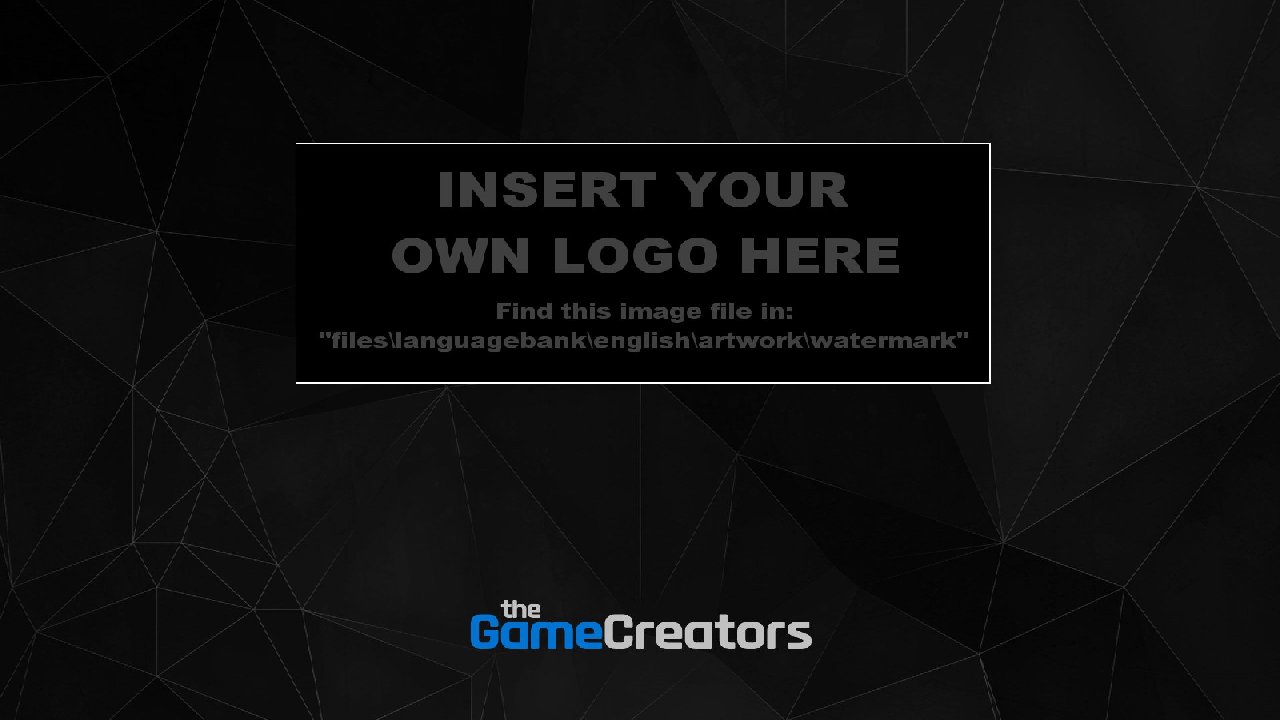 INSERT YOUR
OWN LOGO HERE
Find this image file in:
"files\languagebank\english\artwork\watermark"
the
GameCreators